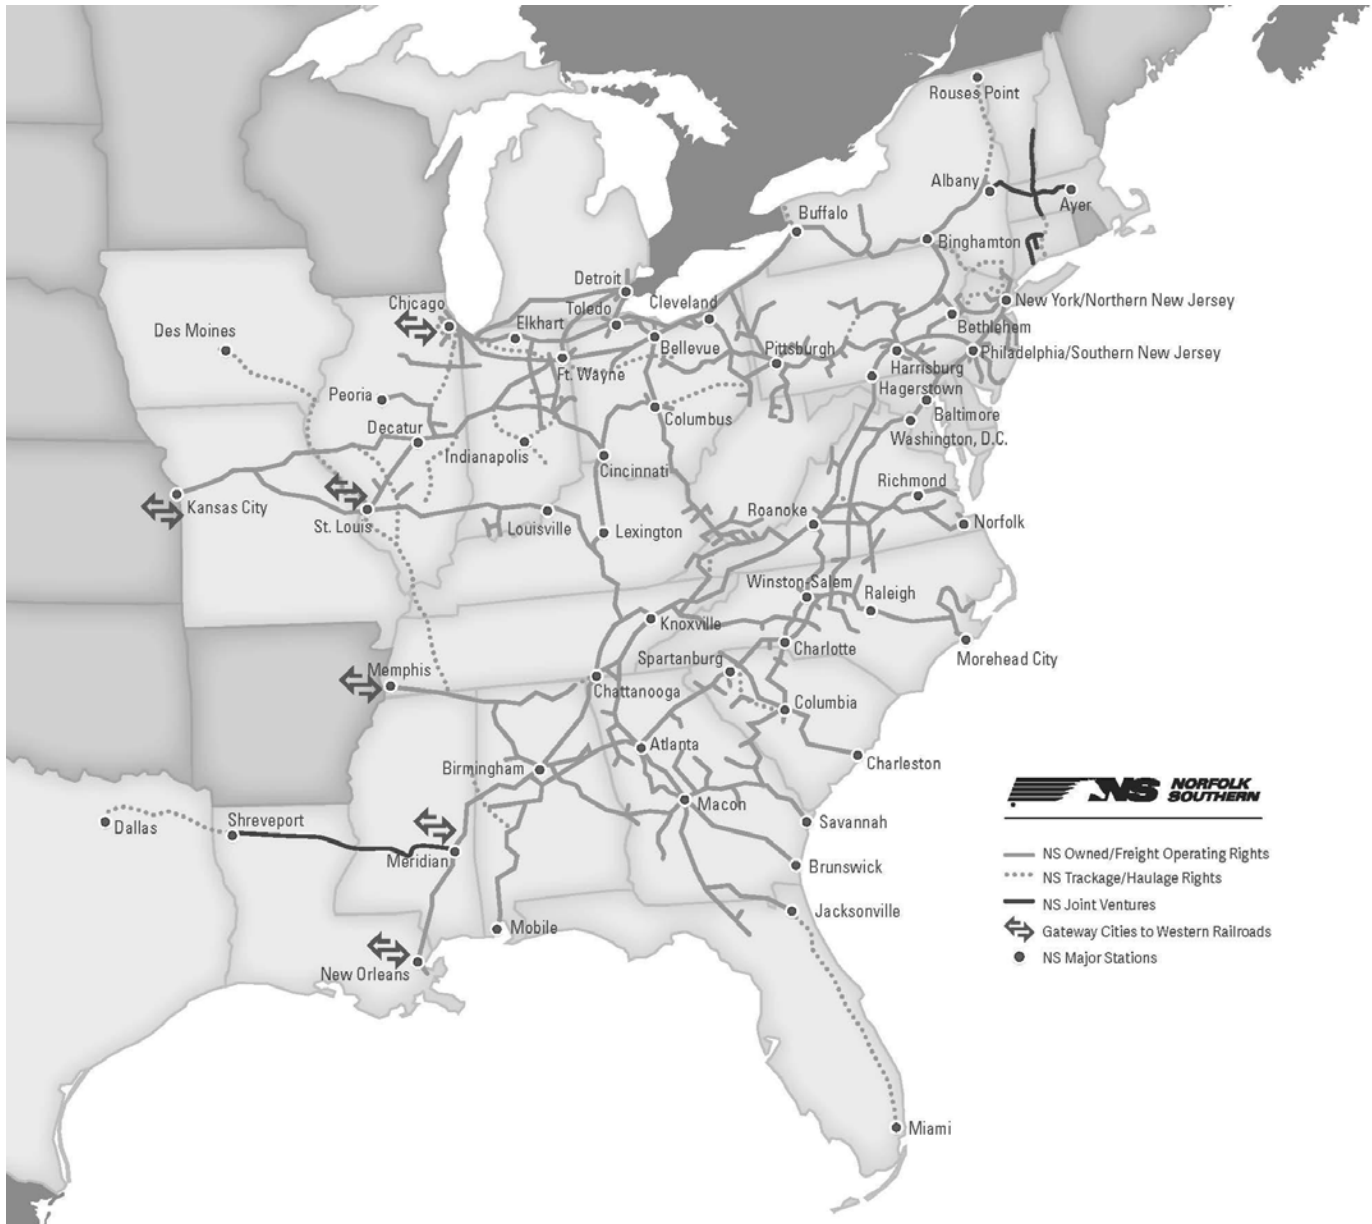 Rouses Point
Albany
Ayer
Buffalo
Binghamton
Detroit
Chicago
Toledo
Cleveland
New York/Northern New Jersey
Des Moines
Elkhart
Bethlehem
Bellevue
Pittsburgh
Philadelphia/Southern New Jersey
Ft. Wayne
Harrisburg
Hagerstown
Peoria
Baltimore
Columbus
Decatur
Washington, D.C.
Indianapolis
Cincinnati
Richmond
Kansas City
St. Louis
Louisville
Lexington
Roanoke
Norfolk
Winston-Salem
Raleigh
Knoxville
Charlotte
Spartanburg
Morehead City
Memphis
Chattanooga
Columbia
Atlanta
Charleston
Birmingham
NS NORFOLK
SOUTHERN
Macon
Shreveport
Dallas
Savannah
Meridian
NS Owned/Freight Operating Rights
Brunswick
NS Trackage/Haulage Rights
Jacksonville
NS Joint Ventures
Mobile
Gateway Cities to Western Railroads
NS Major Stations
New Orleans
Miami